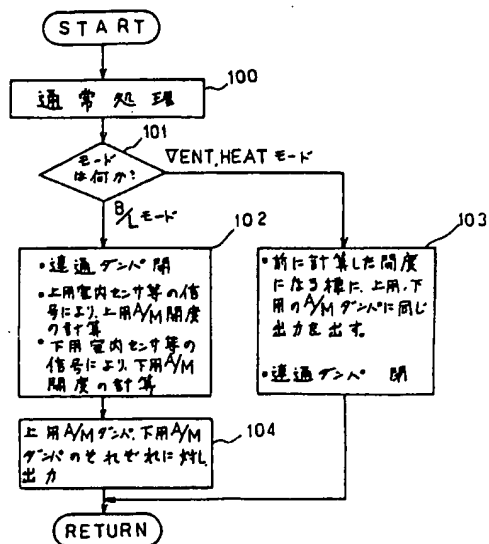 START
100
通常処理
101
モード
は何か?
VENT,HEATモード
B/Lモード
102
・連通ダンパ閉
・上用室内センサ等の信
号により、上用A/M開度
の計算
・下用室内センサ等の
信号により、下用A/M
開度の計算
103
・前に計算した開度
になる様に、上用、下
用のA/Mダンパに同じ
出力を出す。
・連通ダンパ 閉
104
上用A/Mダンパ、下用A/M
ダンパのそれぞれに対し
出力
RETURN